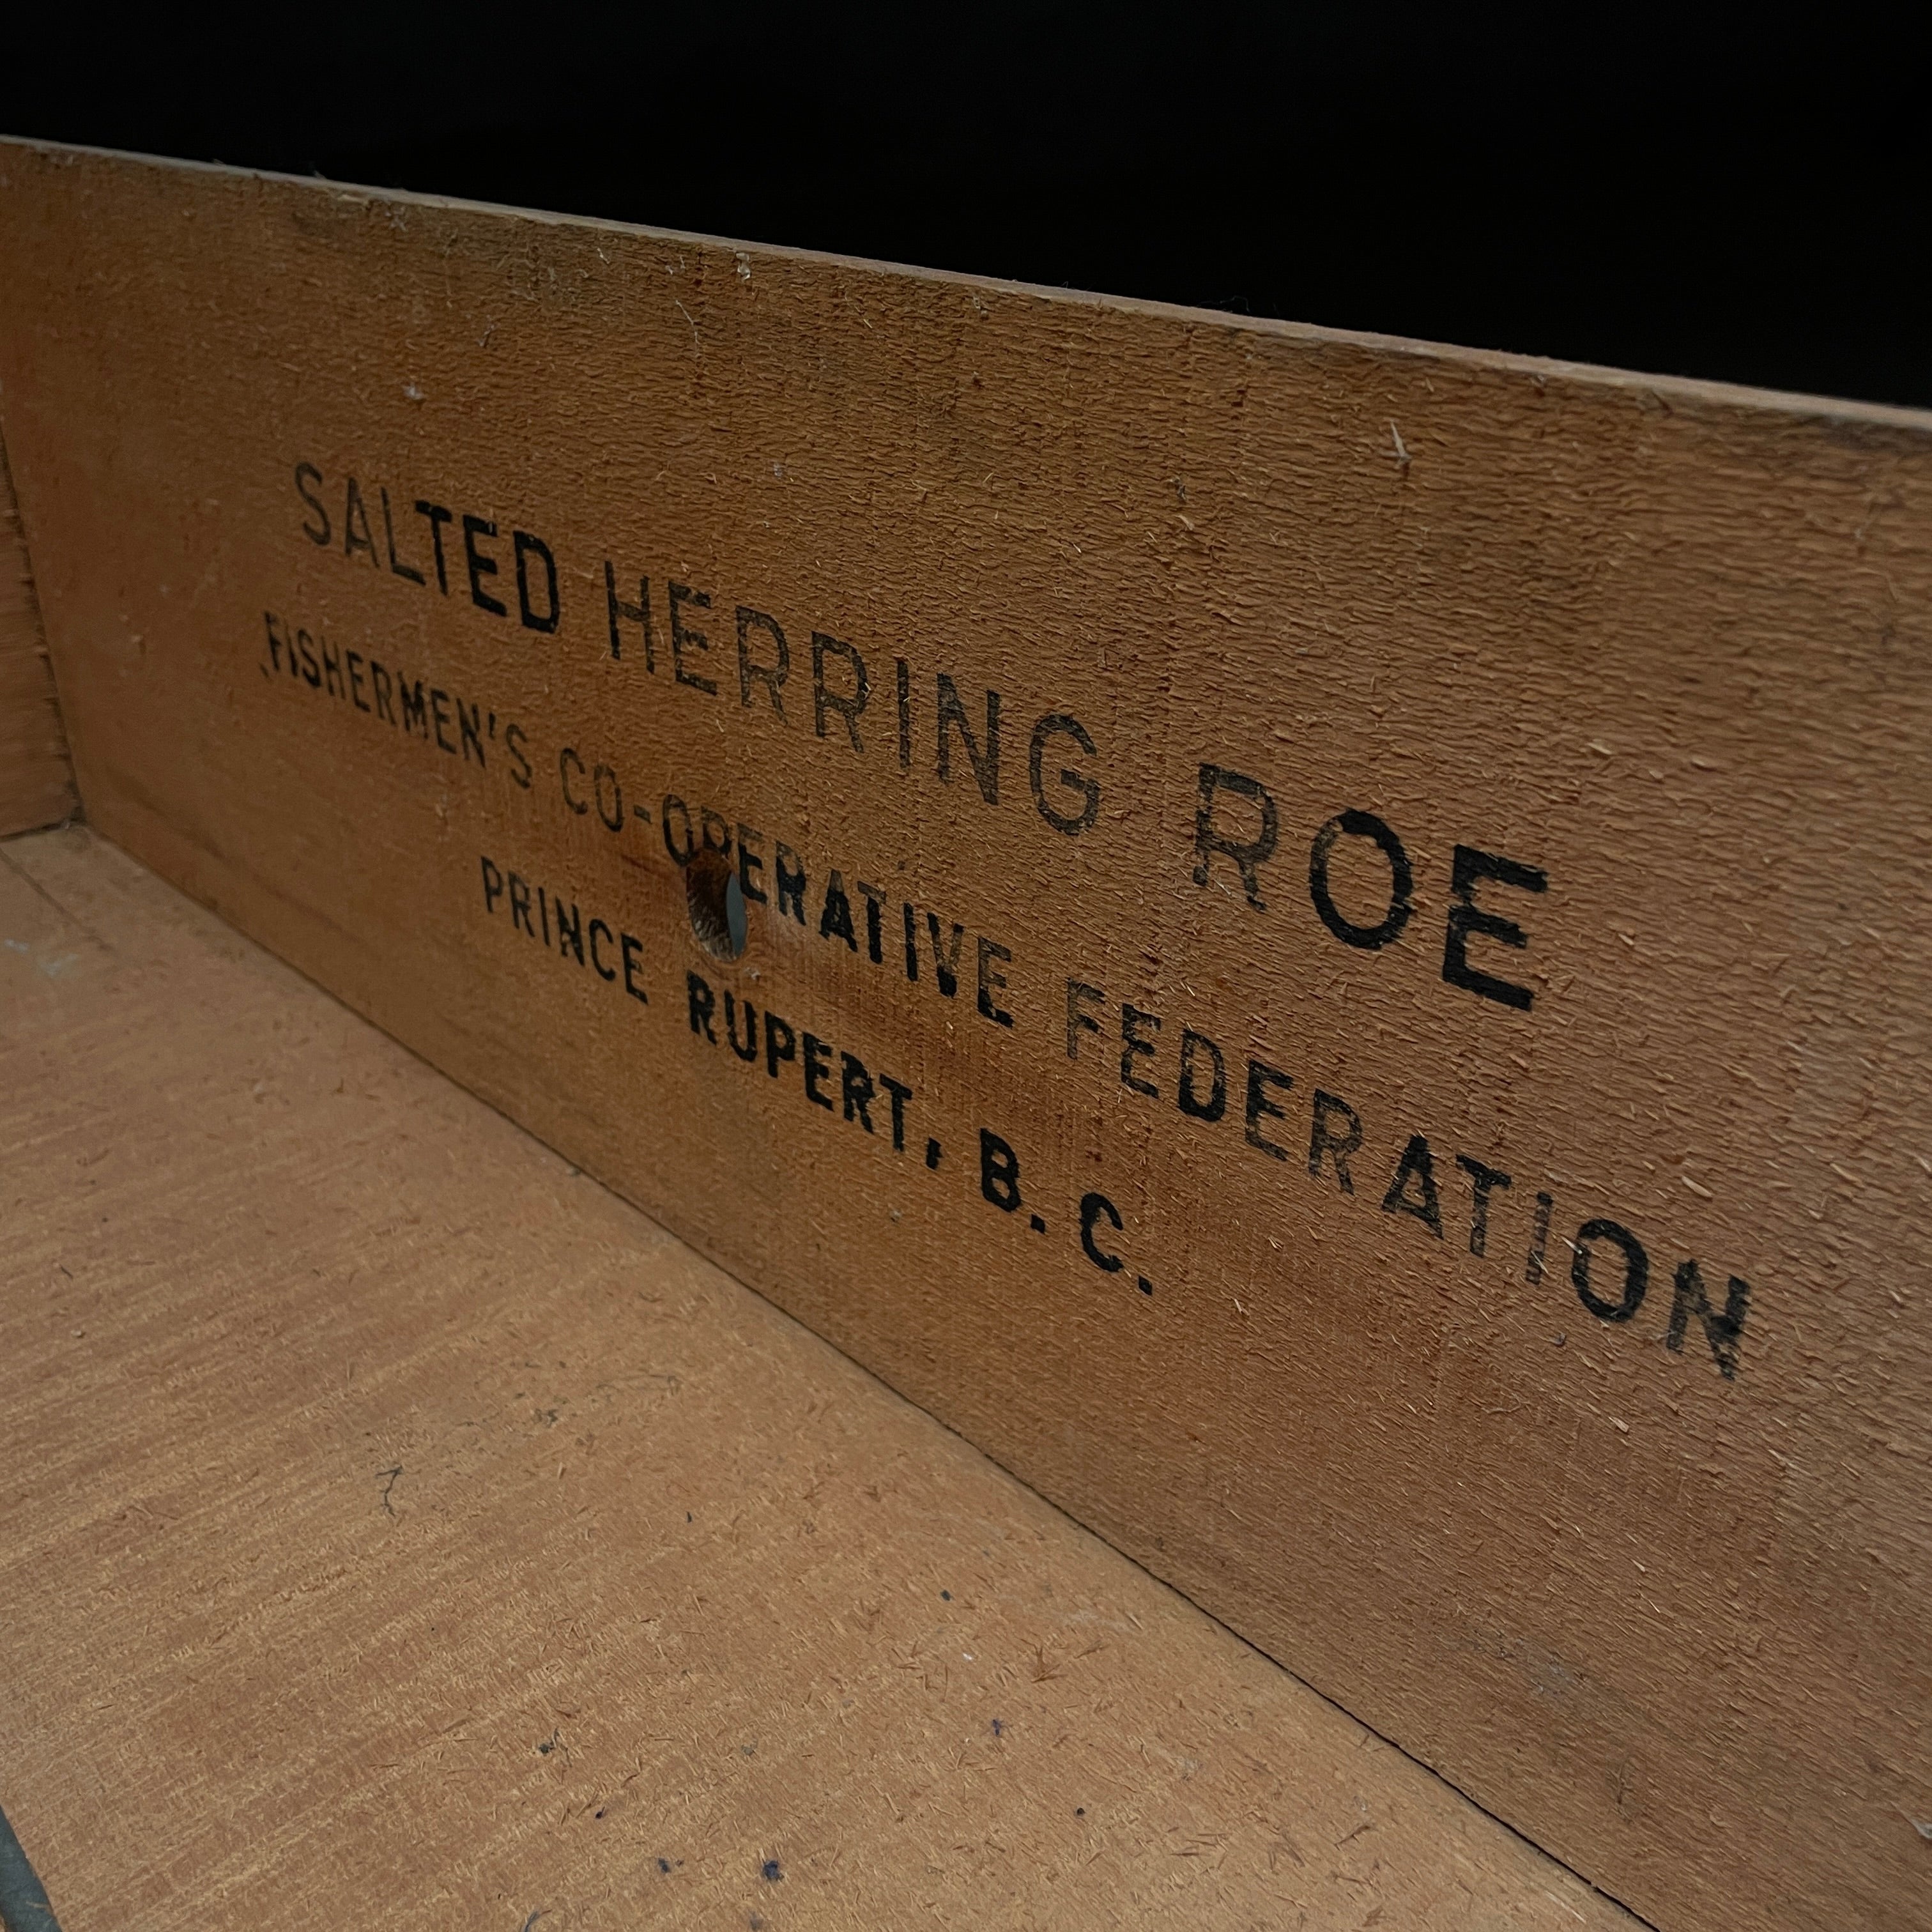 SALTED HERRING ROE
FISHERMEN'S CO-OPERATIVE FEDERATION
PRINCE RUPERT, B.C.